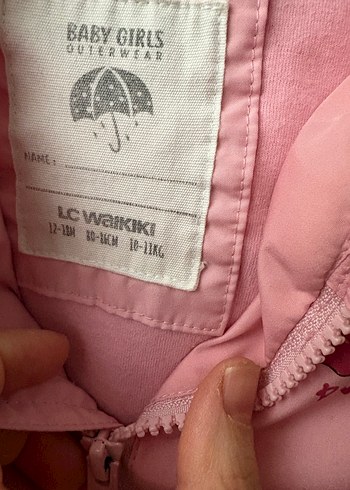 BABY GIRLS
OUTERWEAR
NAME:
LC WAIKIKI
12-18M 80-86CM 10-11KG